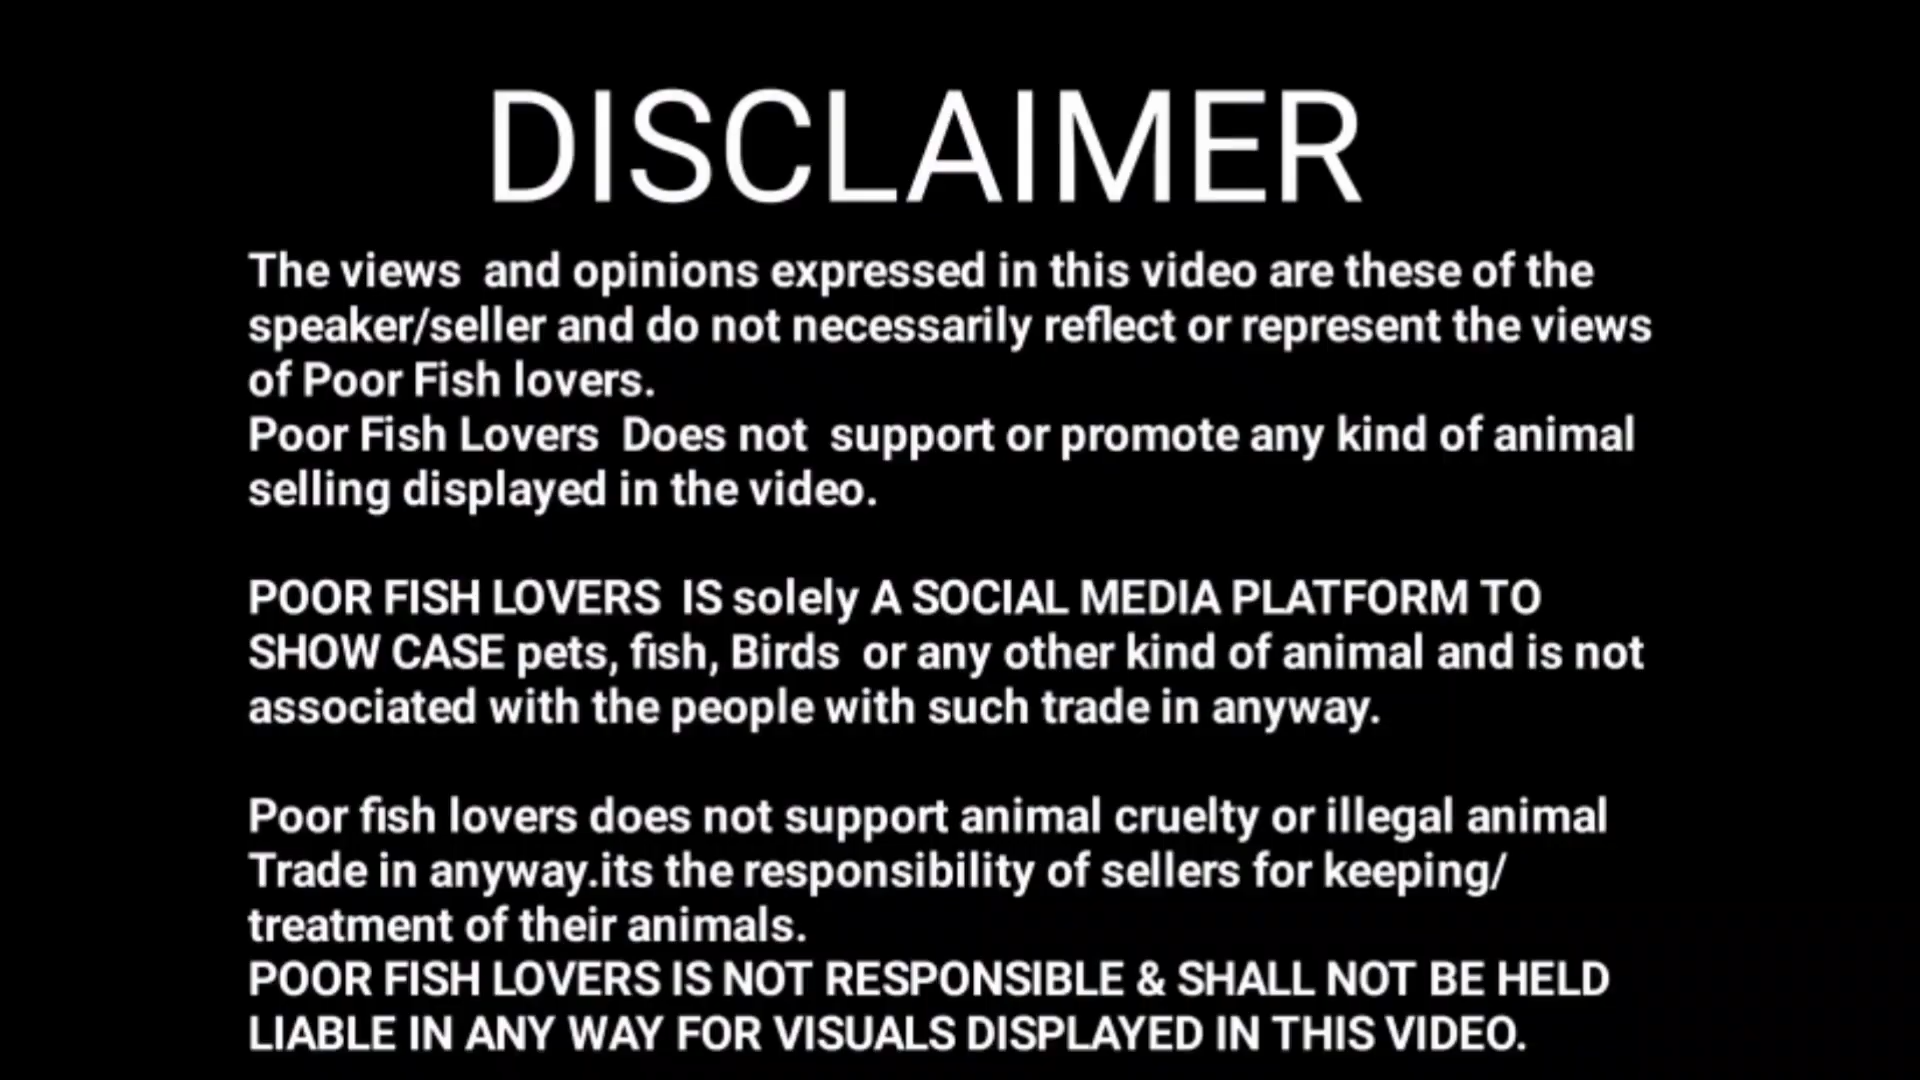 DISCLAIMER
The views  and opinions expressed in this video are these of the
speaker/seller and do not necessarily reflect or represent the views
of Poor Fish lovers.
Poor Fish Lovers  Does not  support or promote any kind of animal
selling displayed in the video.
POOR FISH LOVERS  IS solely A SOCIAL MEDIA PLATFORM TO
SHOW CASE pets, fish, Birds  or any other kind of animal and is not
associated with the people with such trade in anyway.
Poor fish lovers does not support animal cruelty or illegal animal
Trade in anyway.its the responsibility of sellers for keeping/
treatment of their animals.
POOR FISH LOVERS IS NOT RESPONSIBLE & SHALL NOT BE HELD
LIABLE IN ANY WAY FOR VISUALS DISPLAYED IN THIS VIDEO.